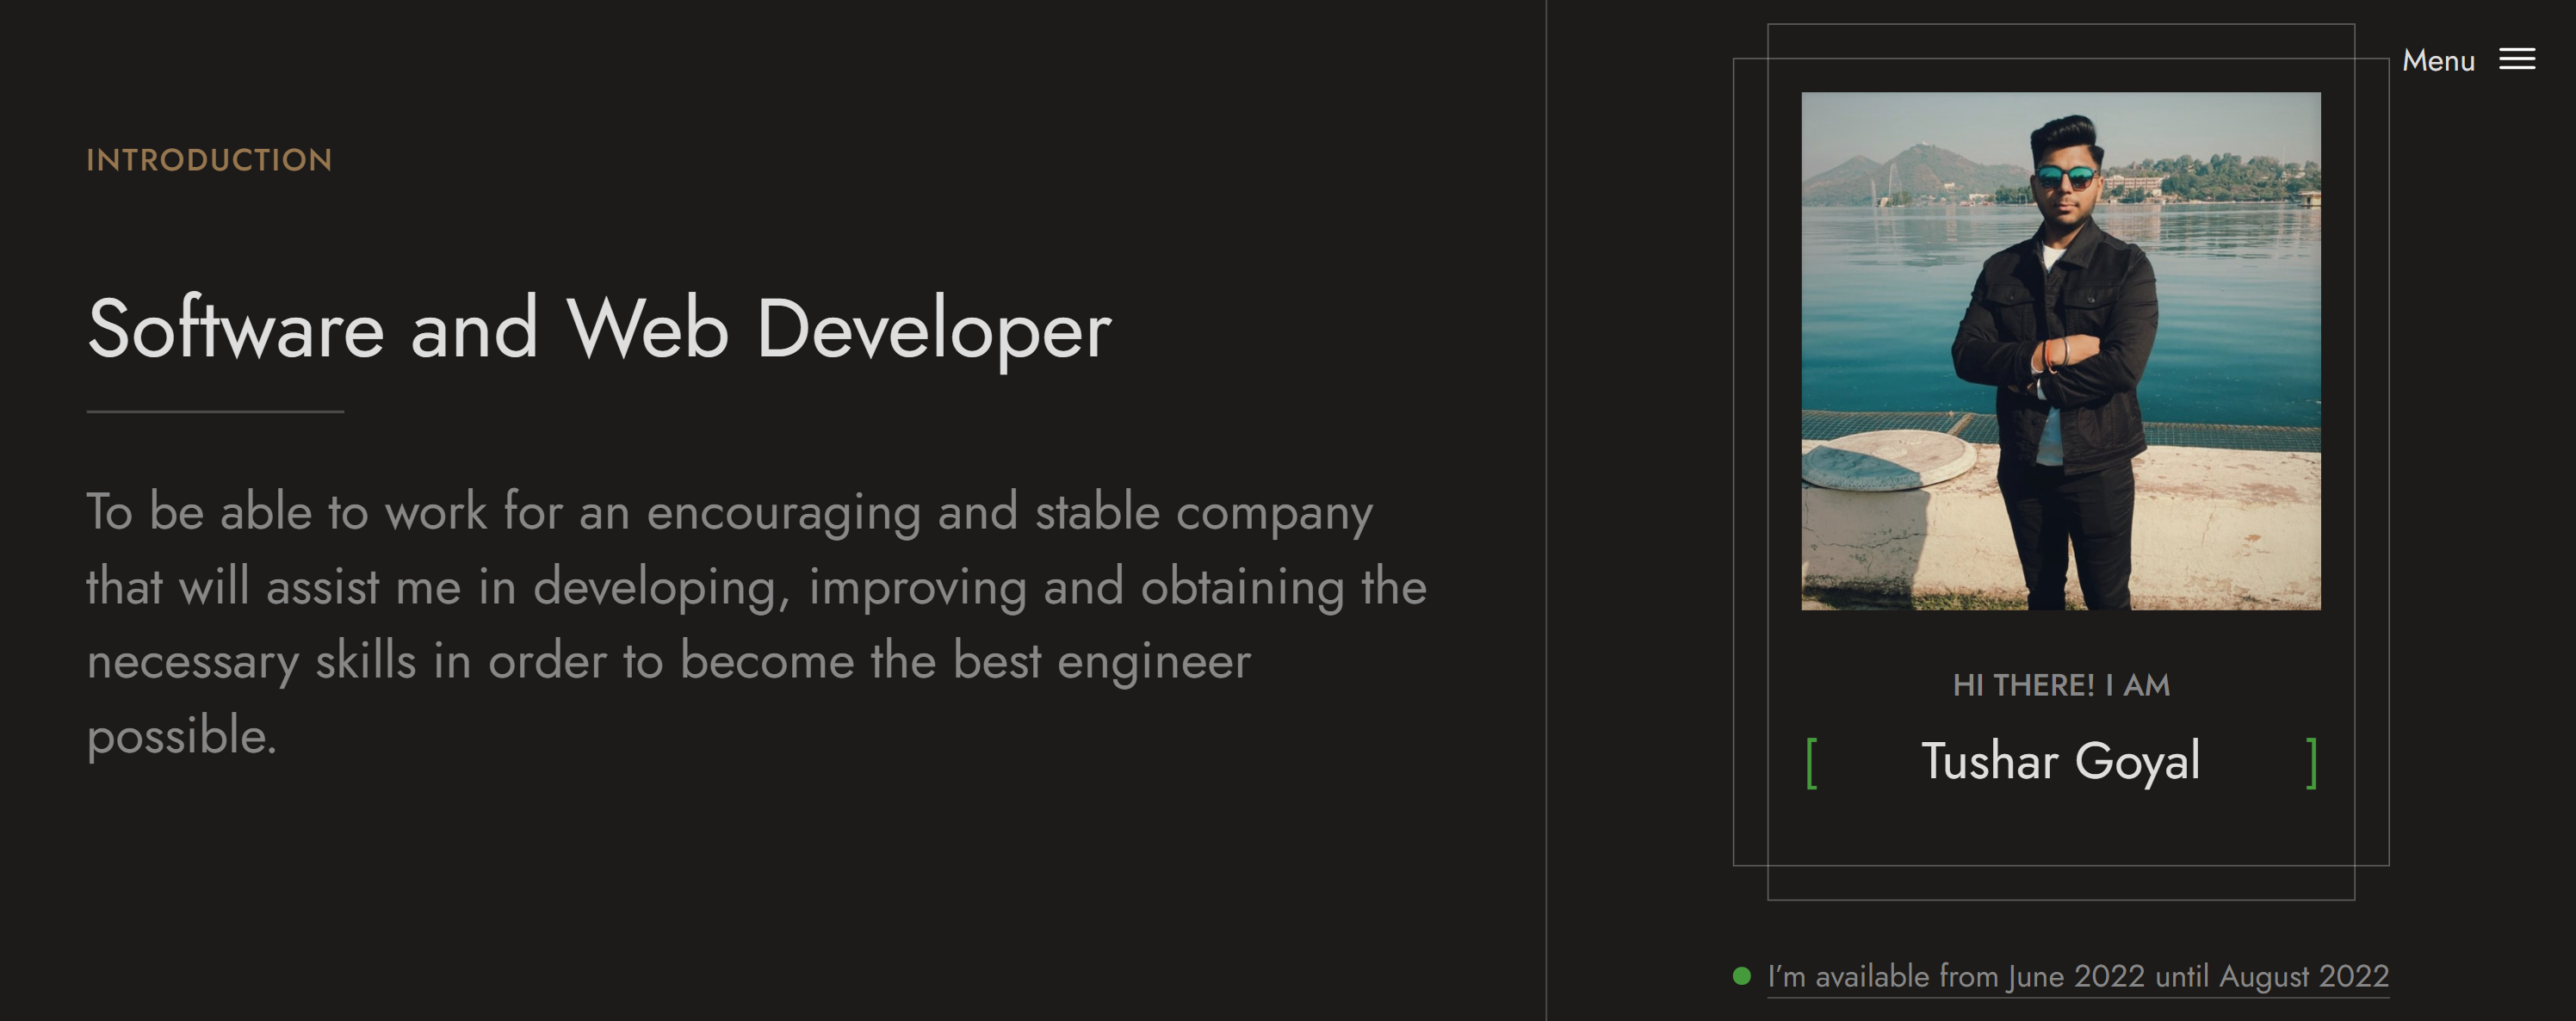 Menu
INTRODUCTION
Software and Web Developer
To be able to work for an encouraging and stable company
that will assist me in developing, improving and obtaining the
necessary skills in order to become the best engineer
possible.
HI THERE! I AM
[ Tushar Goyal ]
I'm available from June 2022 until August 2022